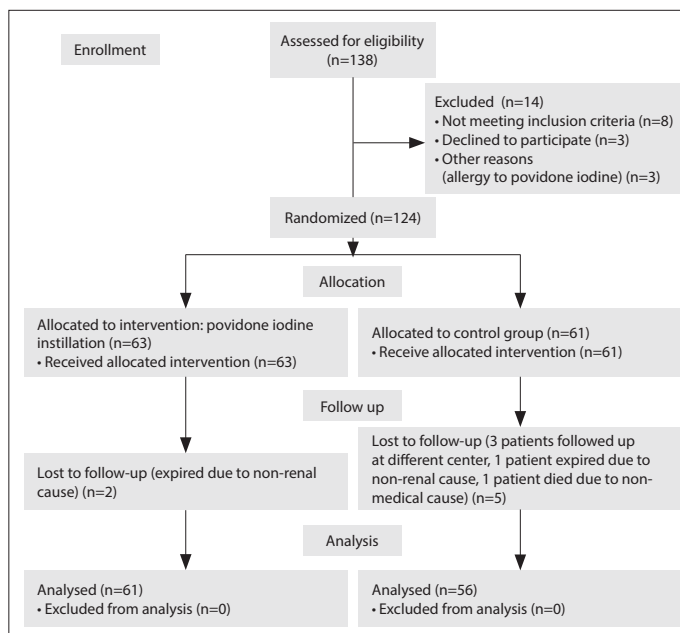 Enrollment
Assessed for eligibility
(n=138)
Excluded (n=14)
• Not meeting inclusion criteria (n=8)
• Declined to participate (n=3)
• Other reasons
(allergy to povidone iodine) (n=3)
Randomized (n=124)
Allocation
Allocated to intervention: povidone iodine
instillation (n=63)
• Received allocated intervention (n=63)
Allocated to control group (n=61)
• Receive allocated intervention (n=61)
Follow up
Lost to follow-up (expired due to non-renal
cause) (n=2)
Lost to follow-up (3 patients followed up
at different center, 1 patient expired due to
non-renal cause, 1 patient died due to non-
medical cause) (n=5)
Analysis
Analysed (n=61)
• Excluded from analysis (n=0)
Analysed (n=56)
• Excluded from analysis (n=0)